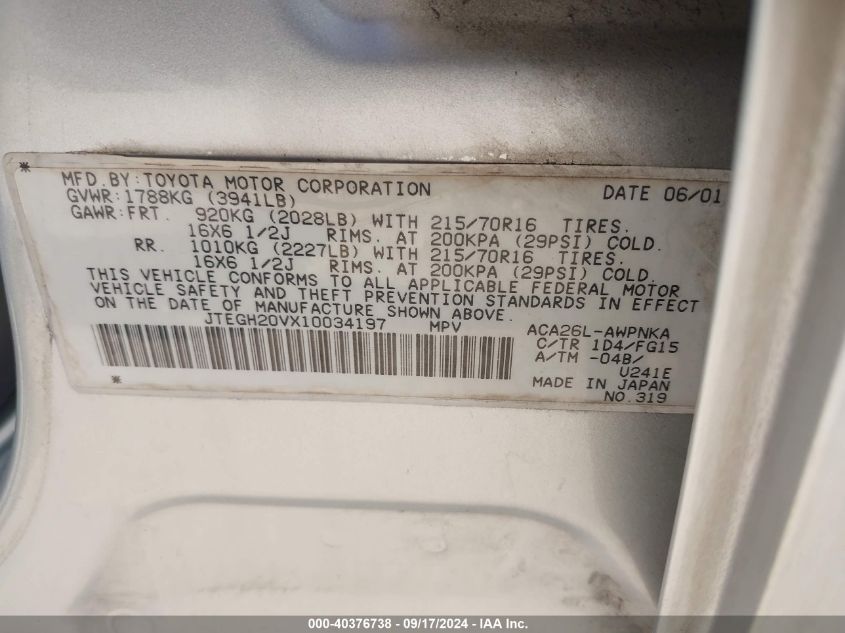 MFD. BY: TOYOTA MOTOR CORPORATION DATE 06/01
GVWR: 1788KG (3941LB)
GAWR: FRT. 920KG (2028LB) WITH 215/70R16 TIRES.
16X6 1/2J RIMS. AT 200KPA (29PSI) COLD.
RR. 1010KG (2227LB) WITH 215/70R16 TIRES.
16X6 1/2J RIMS. AT 200KPA (29PSI) COLD.
THIS VEHICLE CONFORMS TO ALL APPLICABLE FEDERAL MOTOR
VEHICLE SAFETY AND THEFT PREVENTION STANDARDS IN EFFECT
ON THE DATE OF MANUFACTURE SHOWN ABOVE.
JTEGH20VX10034197 MPV ACA26L-AWPNKA
C/TR 1D4/FG15
A/TM -04B/
U241E
MADE IN JAPAN
NO.319
000-40376738 - 09/17/2024 - IAA Inc.